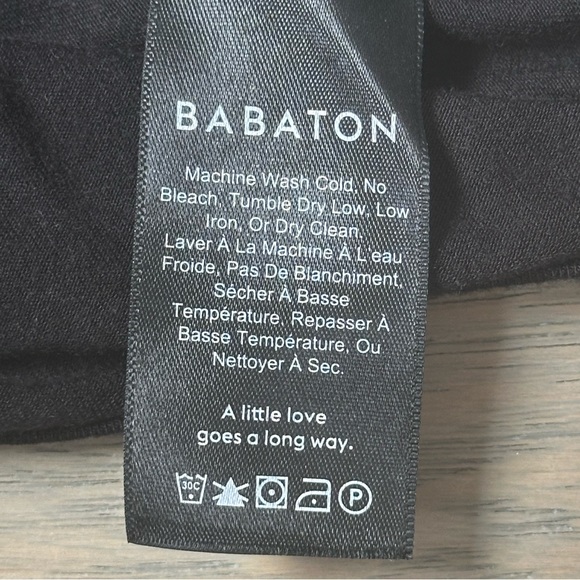 BABATON
Machine Wash Cold, No
Bleach, Tumble Dry Low, Low
Iron, Or Dry Clean.
Laver À La Machine À L'eau
Froide, Pas De Blanchiment,
Sécher À Basse
Température, Repasser À
Basse Température, Ou
Nettoyer À Sec.
A little love
goes a long way.
30C P